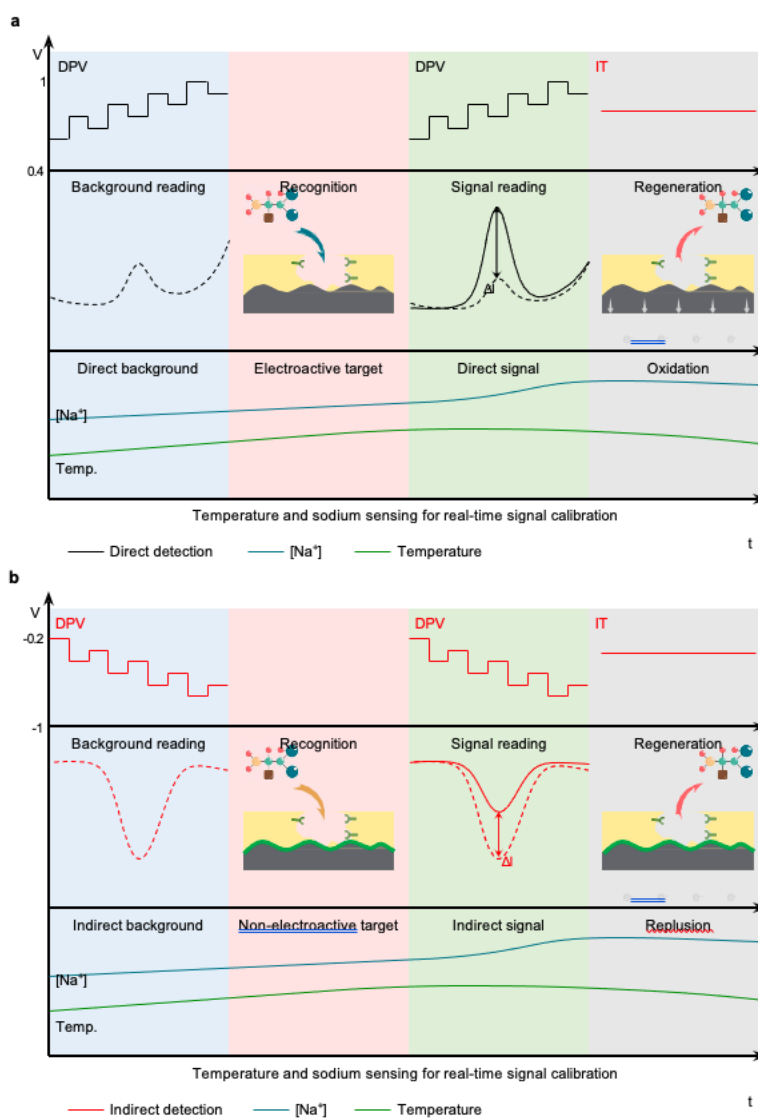 a
V
DPV
DPV
IT
1
0.4
Background reading
Recognition
Signal reading
Regeneration
ΔI
Direct background
Electroactive target
Direct signal
Oxidation
[Na⁺]
Temp.
Temperature and sodium sensing for real-time signal calibration
t
Direct detection
[Na⁺]
Temperature
b
V
DPV
DPV
IT
-0.2
-1
Background reading
Recognition
Signal reading
Regeneration
ΔI
Indirect background
Non-electroactive target
Indirect signal
Replusion
[Na⁺]
Temp.
Temperature and sodium sensing for real-time signal calibration
t
Indirect detection
[Na⁺]
Temperature